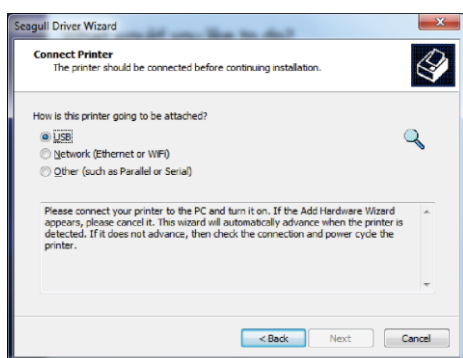 Seagull Driver Wizard
Connect Printer
The printer should be connected before continuing installation.
How is this printer going to be attached?
USB
Network (Ethernet or WiFi)
Other (such as Parallel or Serial)
Please connect your printer to the PC and turn it on. If the Add Hardware Wizard
appears, please cancel it. This wizard will automatically advance when the printer is
detected. If it does not advance, then check the connection and power cycle the
printer.
< Back
Next
Cancel